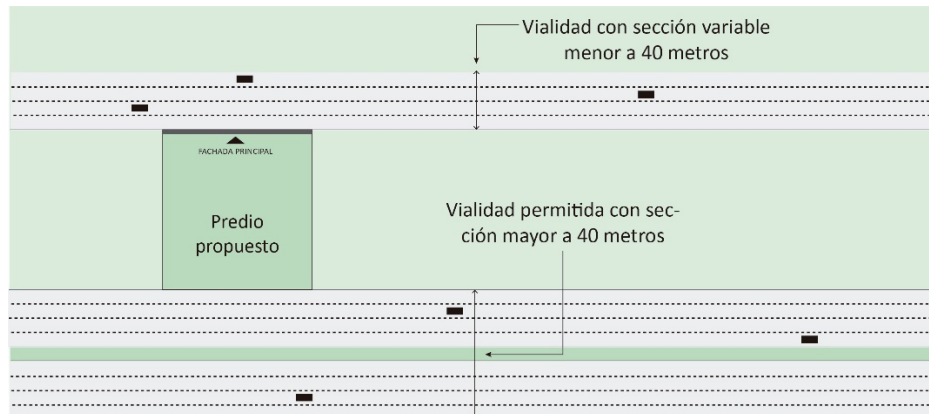 Vialidad con sección variable
menor a 40 metros
FACHADA PRINCIPAL
Predio
propuesto
Vialidad permitida con sec-
ción mayor a 40 metros